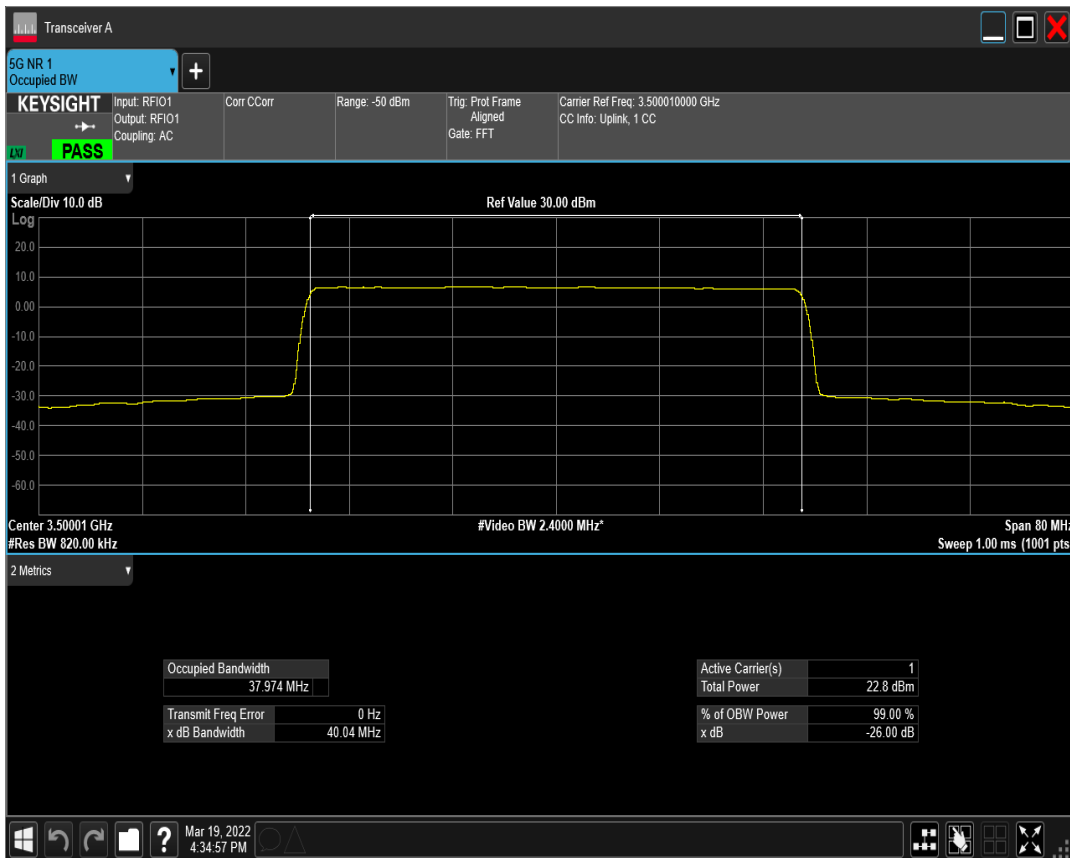 Transceiver A
5G NR 1
Occupied BW
+
KEYSIGHT
LXI
PASS
Input: RFIO1
Output: RFIO1
Coupling: AC
Corr CCorr
Range: -50 dBm
Trig: Prot Frame
Aligned
Gate: FFT
Carrier Ref Freq: 3.500010000 GHz
CC Info: Uplink, 1 CC
1 Graph
Scale/Div 10.0 dB
Ref Value 30.00 dBm
Log
20.0
10.0
0.00
-10.0
-20.0
-30.0
-40.0
-50.0
-60.0
Center 3.50001 GHz
#Video BW 2.4000 MHz*
Span 80 MHz
#Res BW 820.00 kHz
Sweep 1.00 ms (1001 pts
2 Metrics
Occupied Bandwidth
37.974 MHz
Transmit Freq Error 0 Hz
x dB Bandwidth 40.04 MHz
Active Carrier(s) 1
Total Power 22.8 dBm
% of OBW Power 99.00 %
x dB -26.00 dB
?
Mar 19, 2022
4:34:57 PM